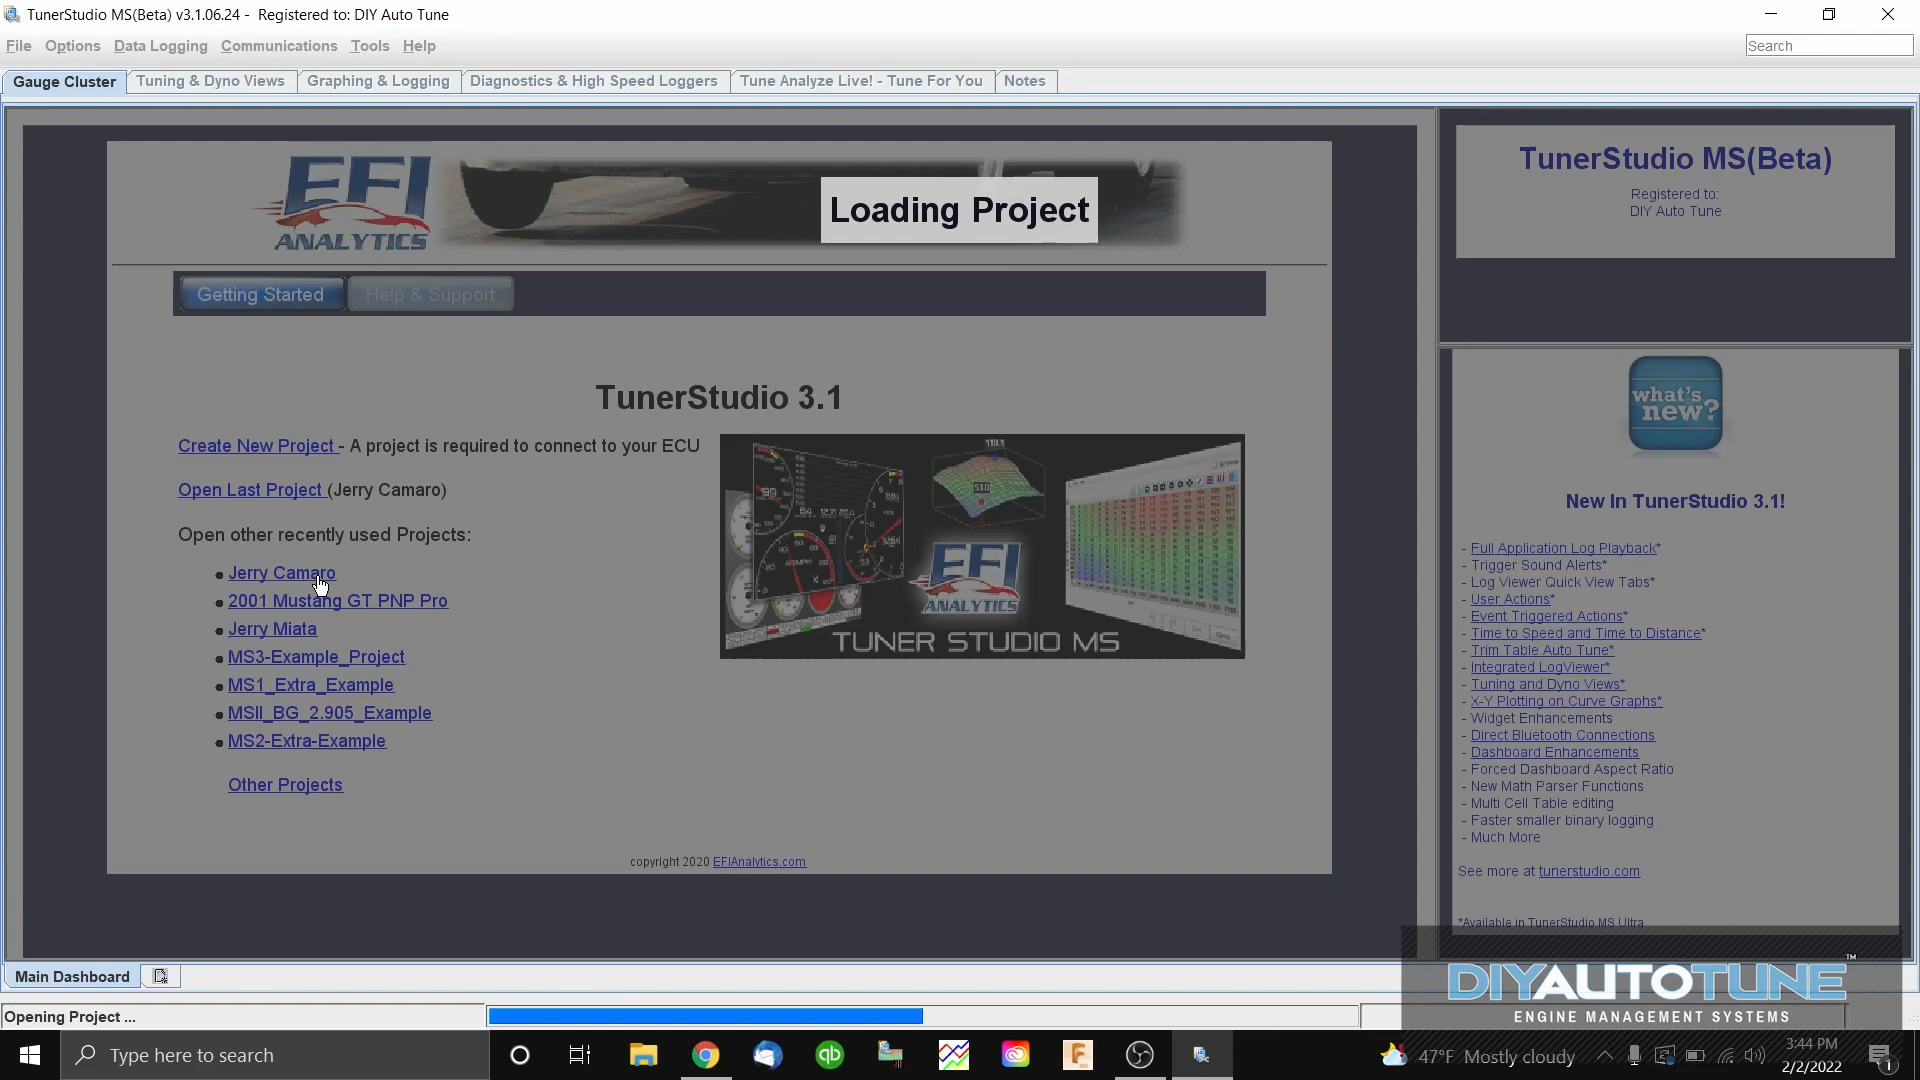 TunerStudio MS(Beta) v3.1.06.24 - Registered to: DIY Auto Tune
File Options Data Logging Communications Tools Help
Search
Gauge Cluster Tuning & Dyno Views Graphing & Logging Diagnostics & High Speed Loggers Tune Analyze Live! - Tune For You Notes
EFI
ANALYTICS
Loading Project
Getting Started Help & Support
TunerStudio 3.1
Create New Project - A project is required to connect to your ECU
Open Last Project (Jerry Camaro)
Open other recently used Projects:
Jerry Camaro
2001 Mustang GT PNP Pro
Jerry Miata
MS3-Example_Project
MS1_Extra_Example
MSII_BG_2.905_Example
MS2-Extra-Example
Other Projects
110.1
53.0
EFI
ANALYTICS
TUNER STUDIO MS
copyright 2020 EFIAnalytics.com
TunerStudio MS(Beta)
Registered to:
DIY Auto Tune
what's
new?
New In TunerStudio 3.1!
- Full Application Log Playback*
- Trigger Sound Alerts*
- Log Viewer Quick View Tabs*
- User Actions*
- Event Triggered Actions*
- Time to Speed and Time to Distance*
- Trim Table Auto Tune*
- Integrated LogViewer*
- Tuning and Dyno Views*
- X-Y Plotting on Curve Graphs*
- Widget Enhancements
- Direct Bluetooth Connections
- Dashboard Enhancements
- Forced Dashboard Aspect Ratio
- New Math Parser Functions
- Multi Cell Table editing
- Faster smaller binary logging
- Much More
See more at tunerstudio.com
*Available in TunerStudio MS Ultra
Main Dashboard
DIYAUTOTUNE™
ENGINE MANAGEMENT SYSTEMS
Opening Project ...
Type here to search
qb
47°F Mostly cloudy
3:44 PM
2/2/2022
1